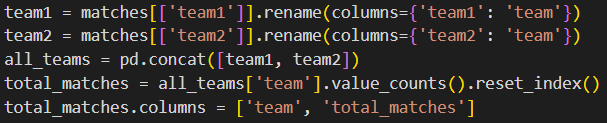 team1 = matches[['team1']].rename(columns={'team1': 'team'})
team2 = matches[['team2']].rename(columns={'team2': 'team'})
all_teams = pd.concat([team1, team2])
total_matches = all_teams['team'].value_counts().reset_index()
total_matches.columns = ['team', 'total_matches']